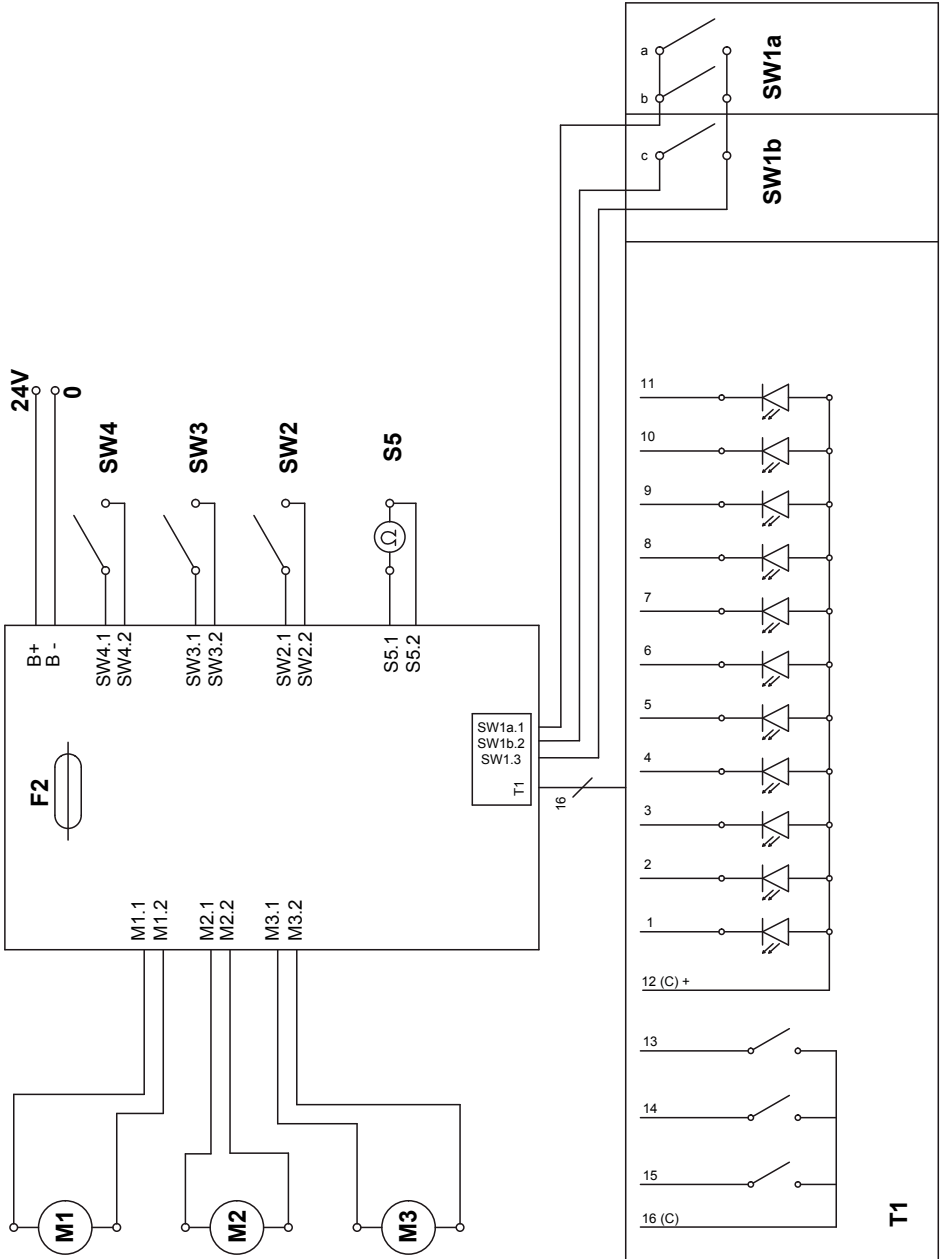 24V
0
SW4
SW3
SW2
S5
Ω
B+
B -
SW4.1
SW4.2
SW3.1
SW3.2
SW2.1
SW2.2
S5.1
S5.2
F2
SW1a.1
SW1b.2
SW1.3
T1
16
M1.1
M1.2
M2.1
M2.2
M3.1
M3.2
M1
M2
M3
a
b
SW1a
c
SW1b
11
10
9
8
7
6
5
4
3
2
1
12 (C) +
13
14
15
16 (C)
T1